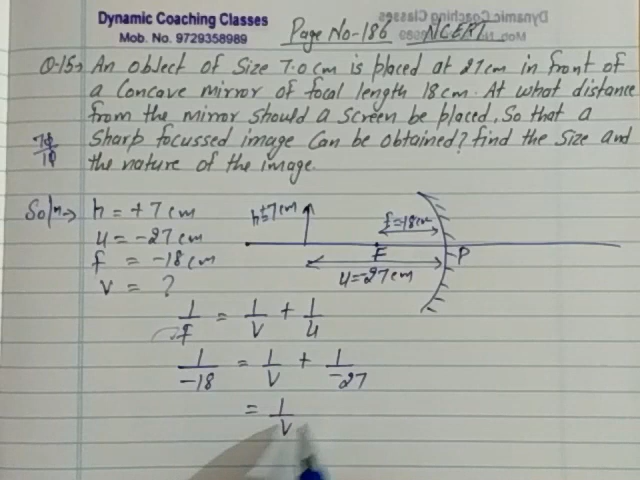 Dynamic Coaching Classes
Mob. No. 9729358989
Page No-186 NCERT
Q.15⇒ An object of Size 7.0 cm is placed at 27 cm in front of
a Concave mirror of focal length 18 cm. At what distance
from the mirror should a screen be placed, So that a
Sharp focussed image Can be obtained? find the Size and
the nature of the image.
Soln→ h = +7 cm
u = -27 cm
f = -18 cm
v = ?
h=+7cm
f=-18cm
F
P
u=-27cm
1/f = 1/v + 1/u
1/-18 = 1/v + 1/-27
= 1/v